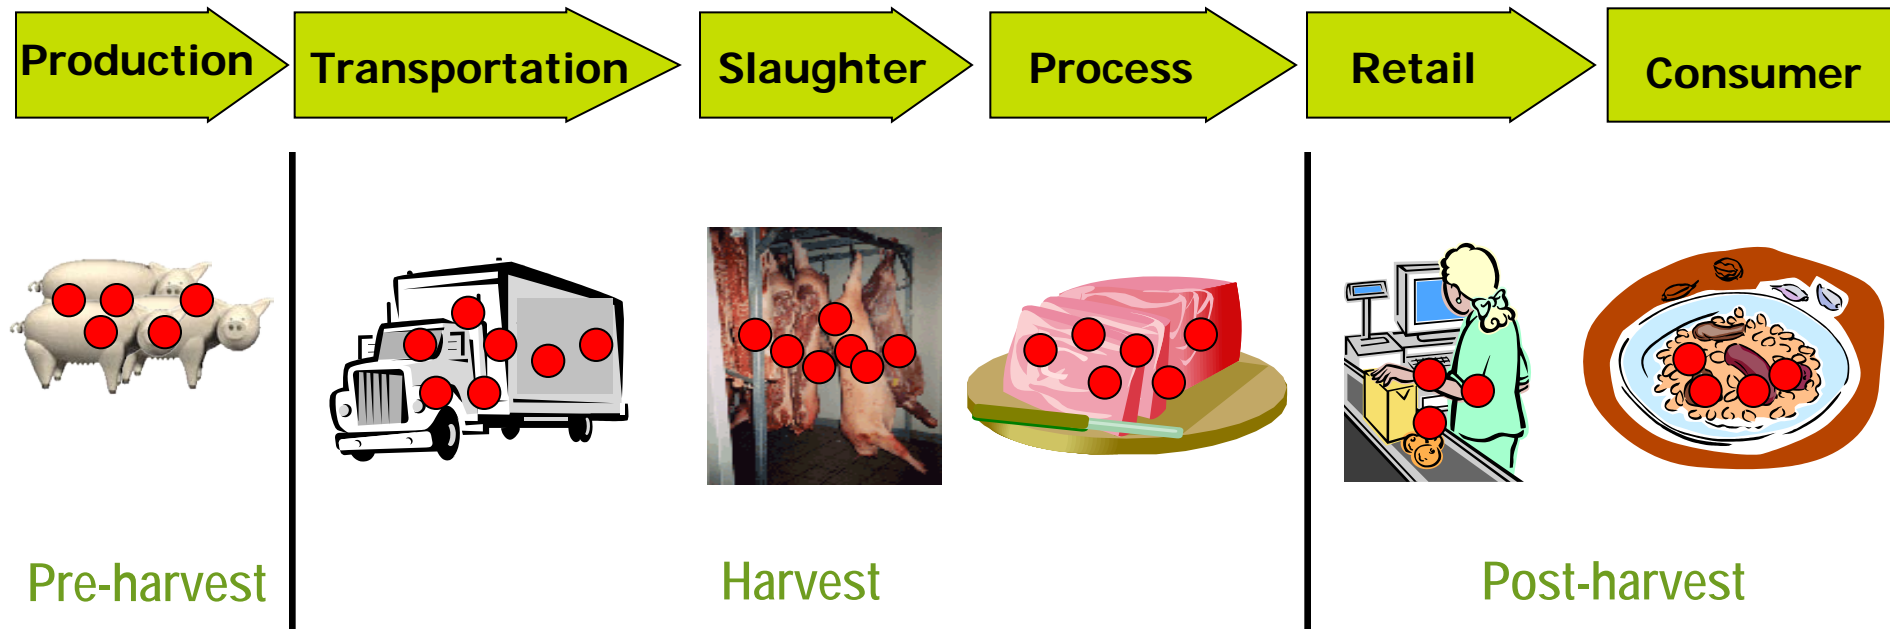 Production
Transportation
Slaughter
Process
Retail
Consumer
Pre-harvest
Harvest
Post-harvest